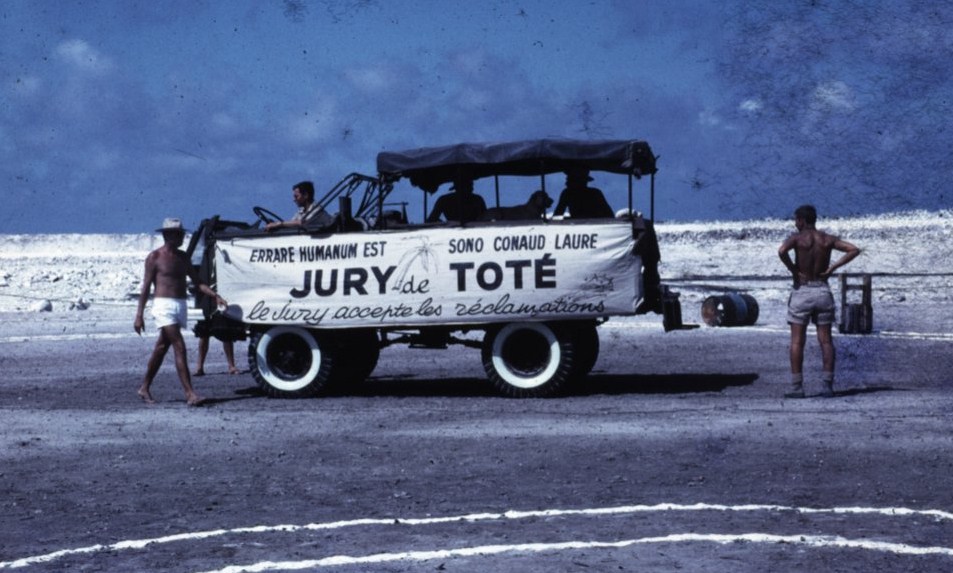 ERRARE HUMANUM EST SONO CONAUD LAURE
JURY de TOTÉ
le jury accepte les réclamations